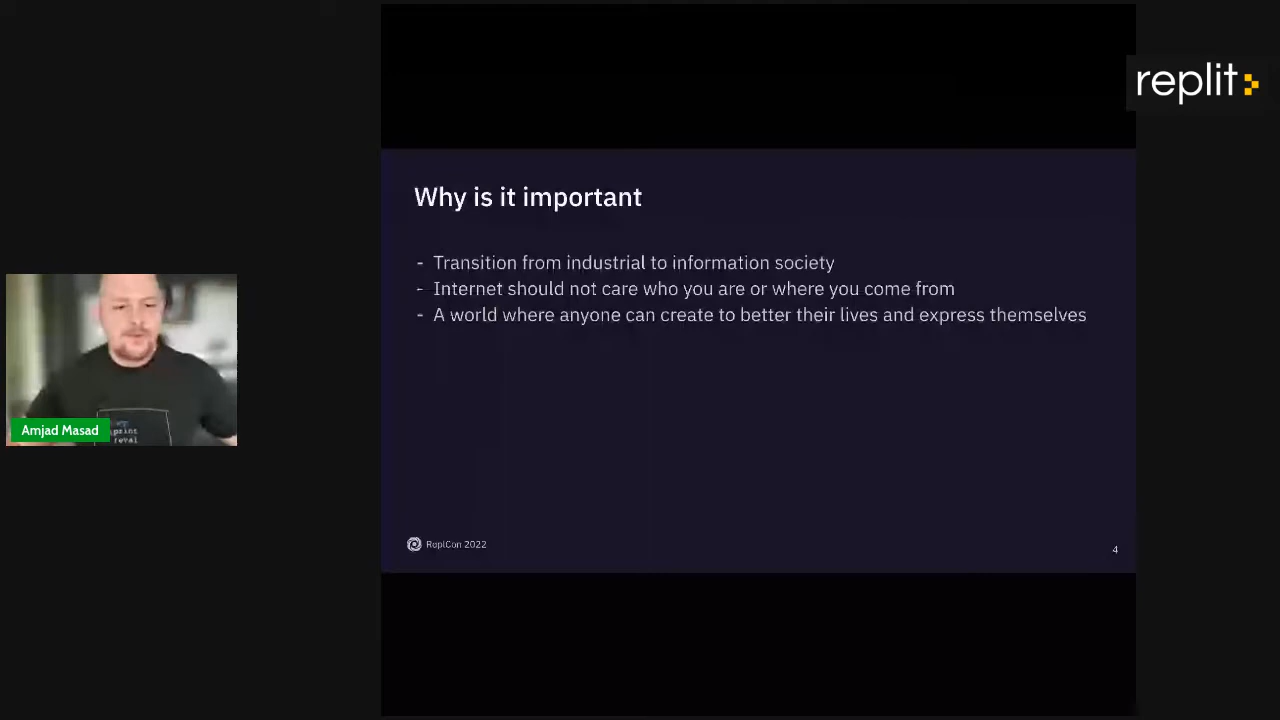 replit
Why is it important
- Transition from industrial to information society
- Internet should not care who you are or where you come from
- A world where anyone can create to better their lives and express themselves
Amjad Masad
print
ReplCon 2022
4